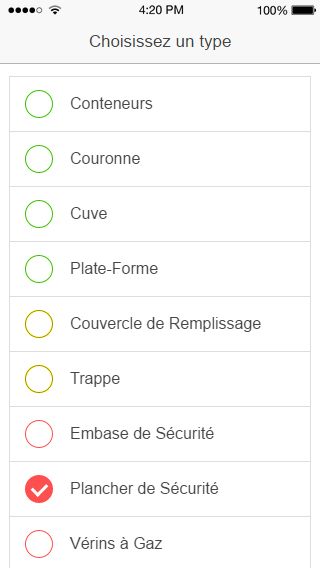 4:20 PM 100%
Choisissez un type
Conteneurs
Couronne
Cuve
Plate-Forme
Couvercle de Remplissage
Trappe
Embase de Sécurité
Plancher de Sécurité
Vérins à Gaz